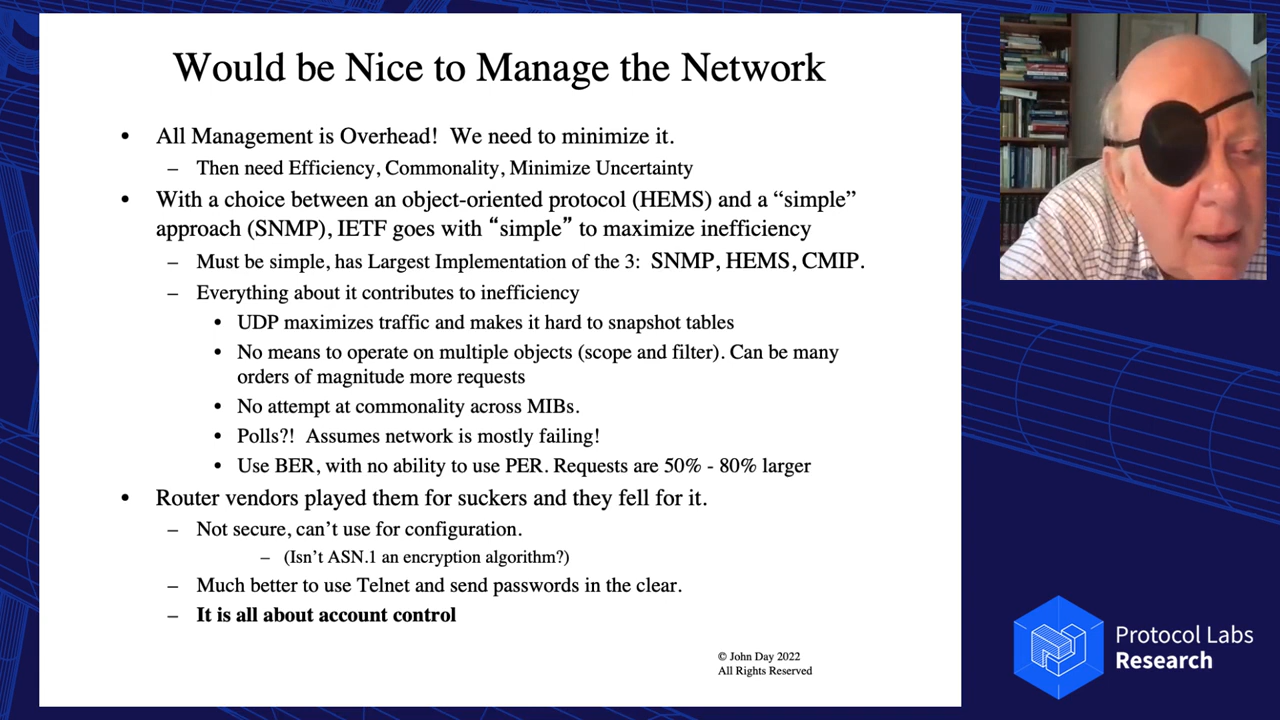 Would be Nice to Manage the Network
• All Management is Overhead! We need to minimize it.
– Then need Efficiency, Commonality, Minimize Uncertainty
• With a choice between an object-oriented protocol (HEMS) and a “simple”
approach (SNMP), IETF goes with “simple” to maximize inefficiency
– Must be simple, has Largest Implementation of the 3: SNMP, HEMS, CMIP.
– Everything about it contributes to inefficiency
• UDP maximizes traffic and makes it hard to snapshot tables
• No means to operate on multiple objects (scope and filter). Can be many
orders of magnitude more requests
• No attempt at commonality across MIBs.
• Polls?! Assumes network is mostly failing!
• Use BER, with no ability to use PER. Requests are 50% - 80% larger
• Router vendors played them for suckers and they fell for it.
– Not secure, can’t use for configuration.
– (Isn’t ASN.1 an encryption algorithm?)
– Much better to use Telnet and send passwords in the clear.
– It is all about account control
© John Day 2022
All Rights Reserved
Protocol Labs
Research